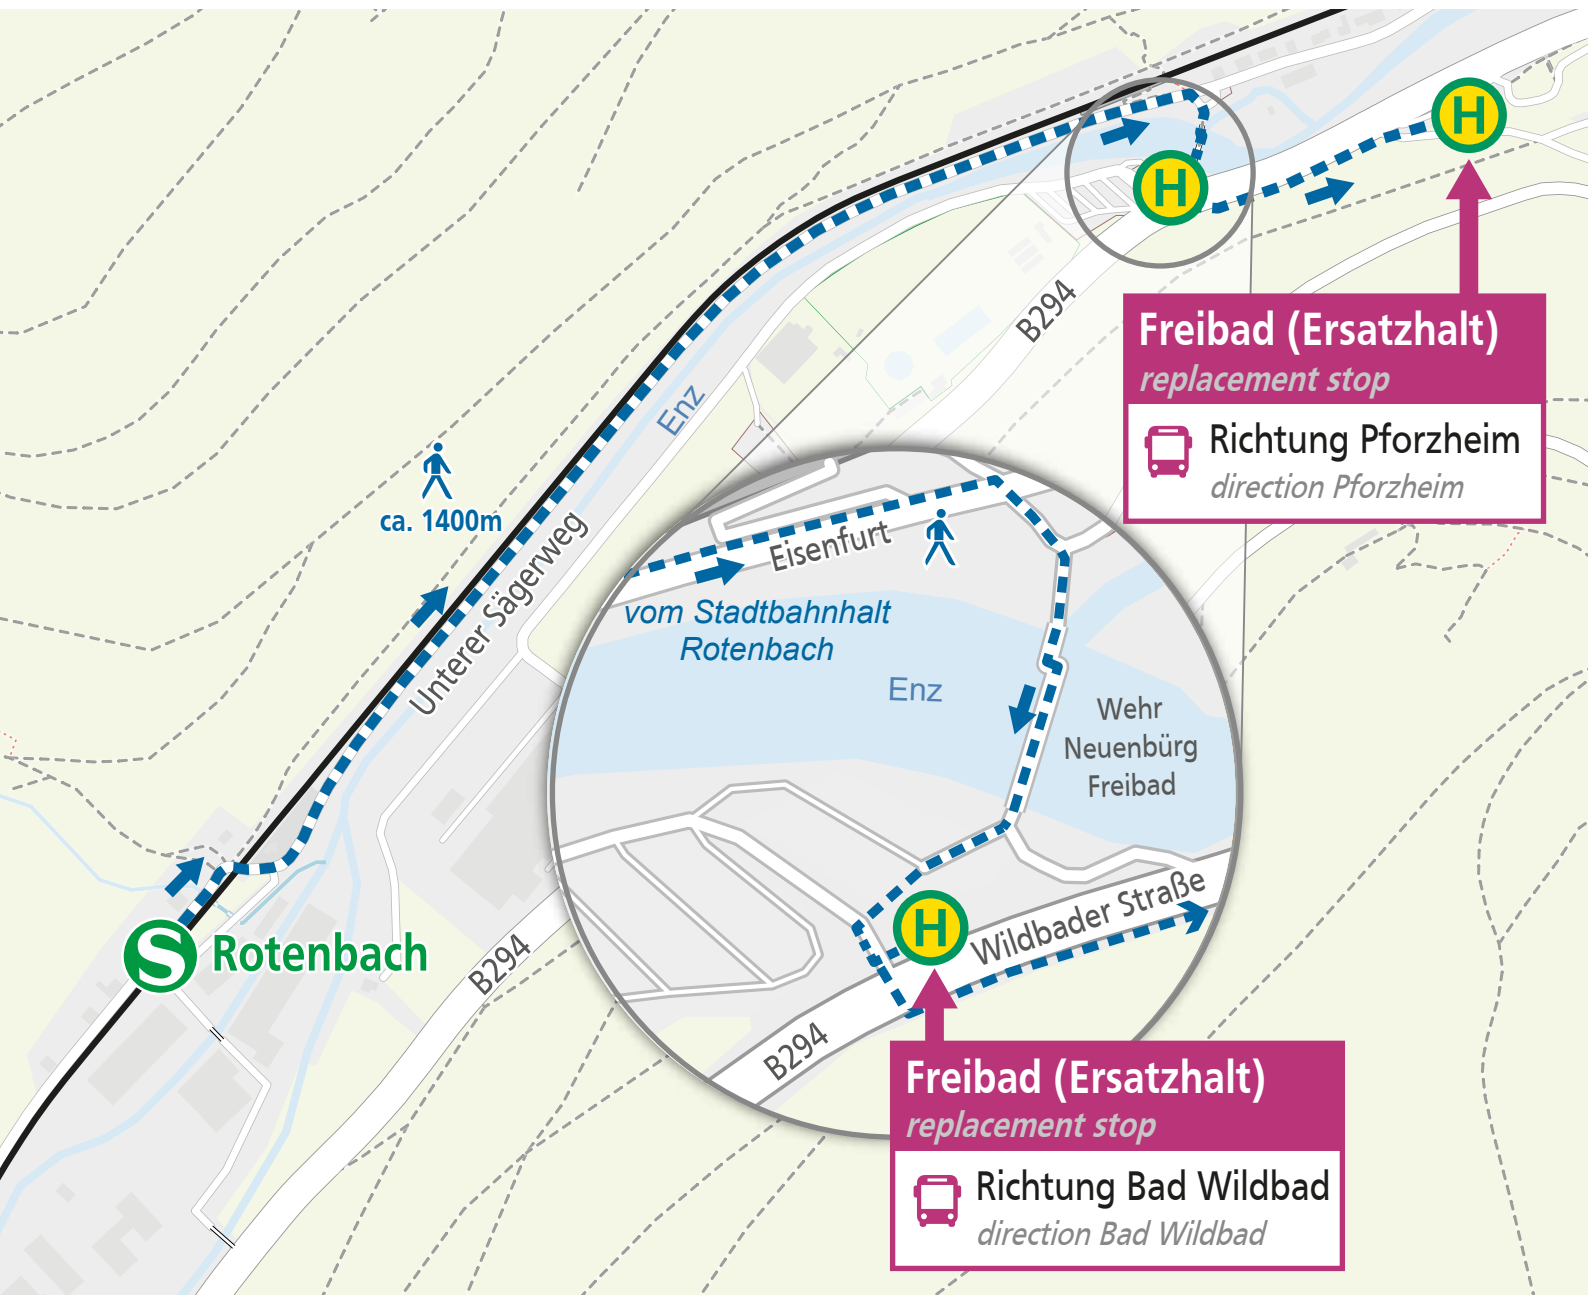 H
H
Freibad (Ersatzhalt)
replacement stop
Richtung Pforzheim
direction Pforzheim
B294
Enz
ca. 1400m
Unterer Sägerweg
Eisenfurt
vom Stadtbahnhalt
Rotenbach
Enz
Wehr
Neuenbürg
Freibad
S Rotenbach
B294
H
Wildbader Straße
B294
Freibad (Ersatzhalt)
replacement stop
Richtung Bad Wildbad
direction Bad Wildbad